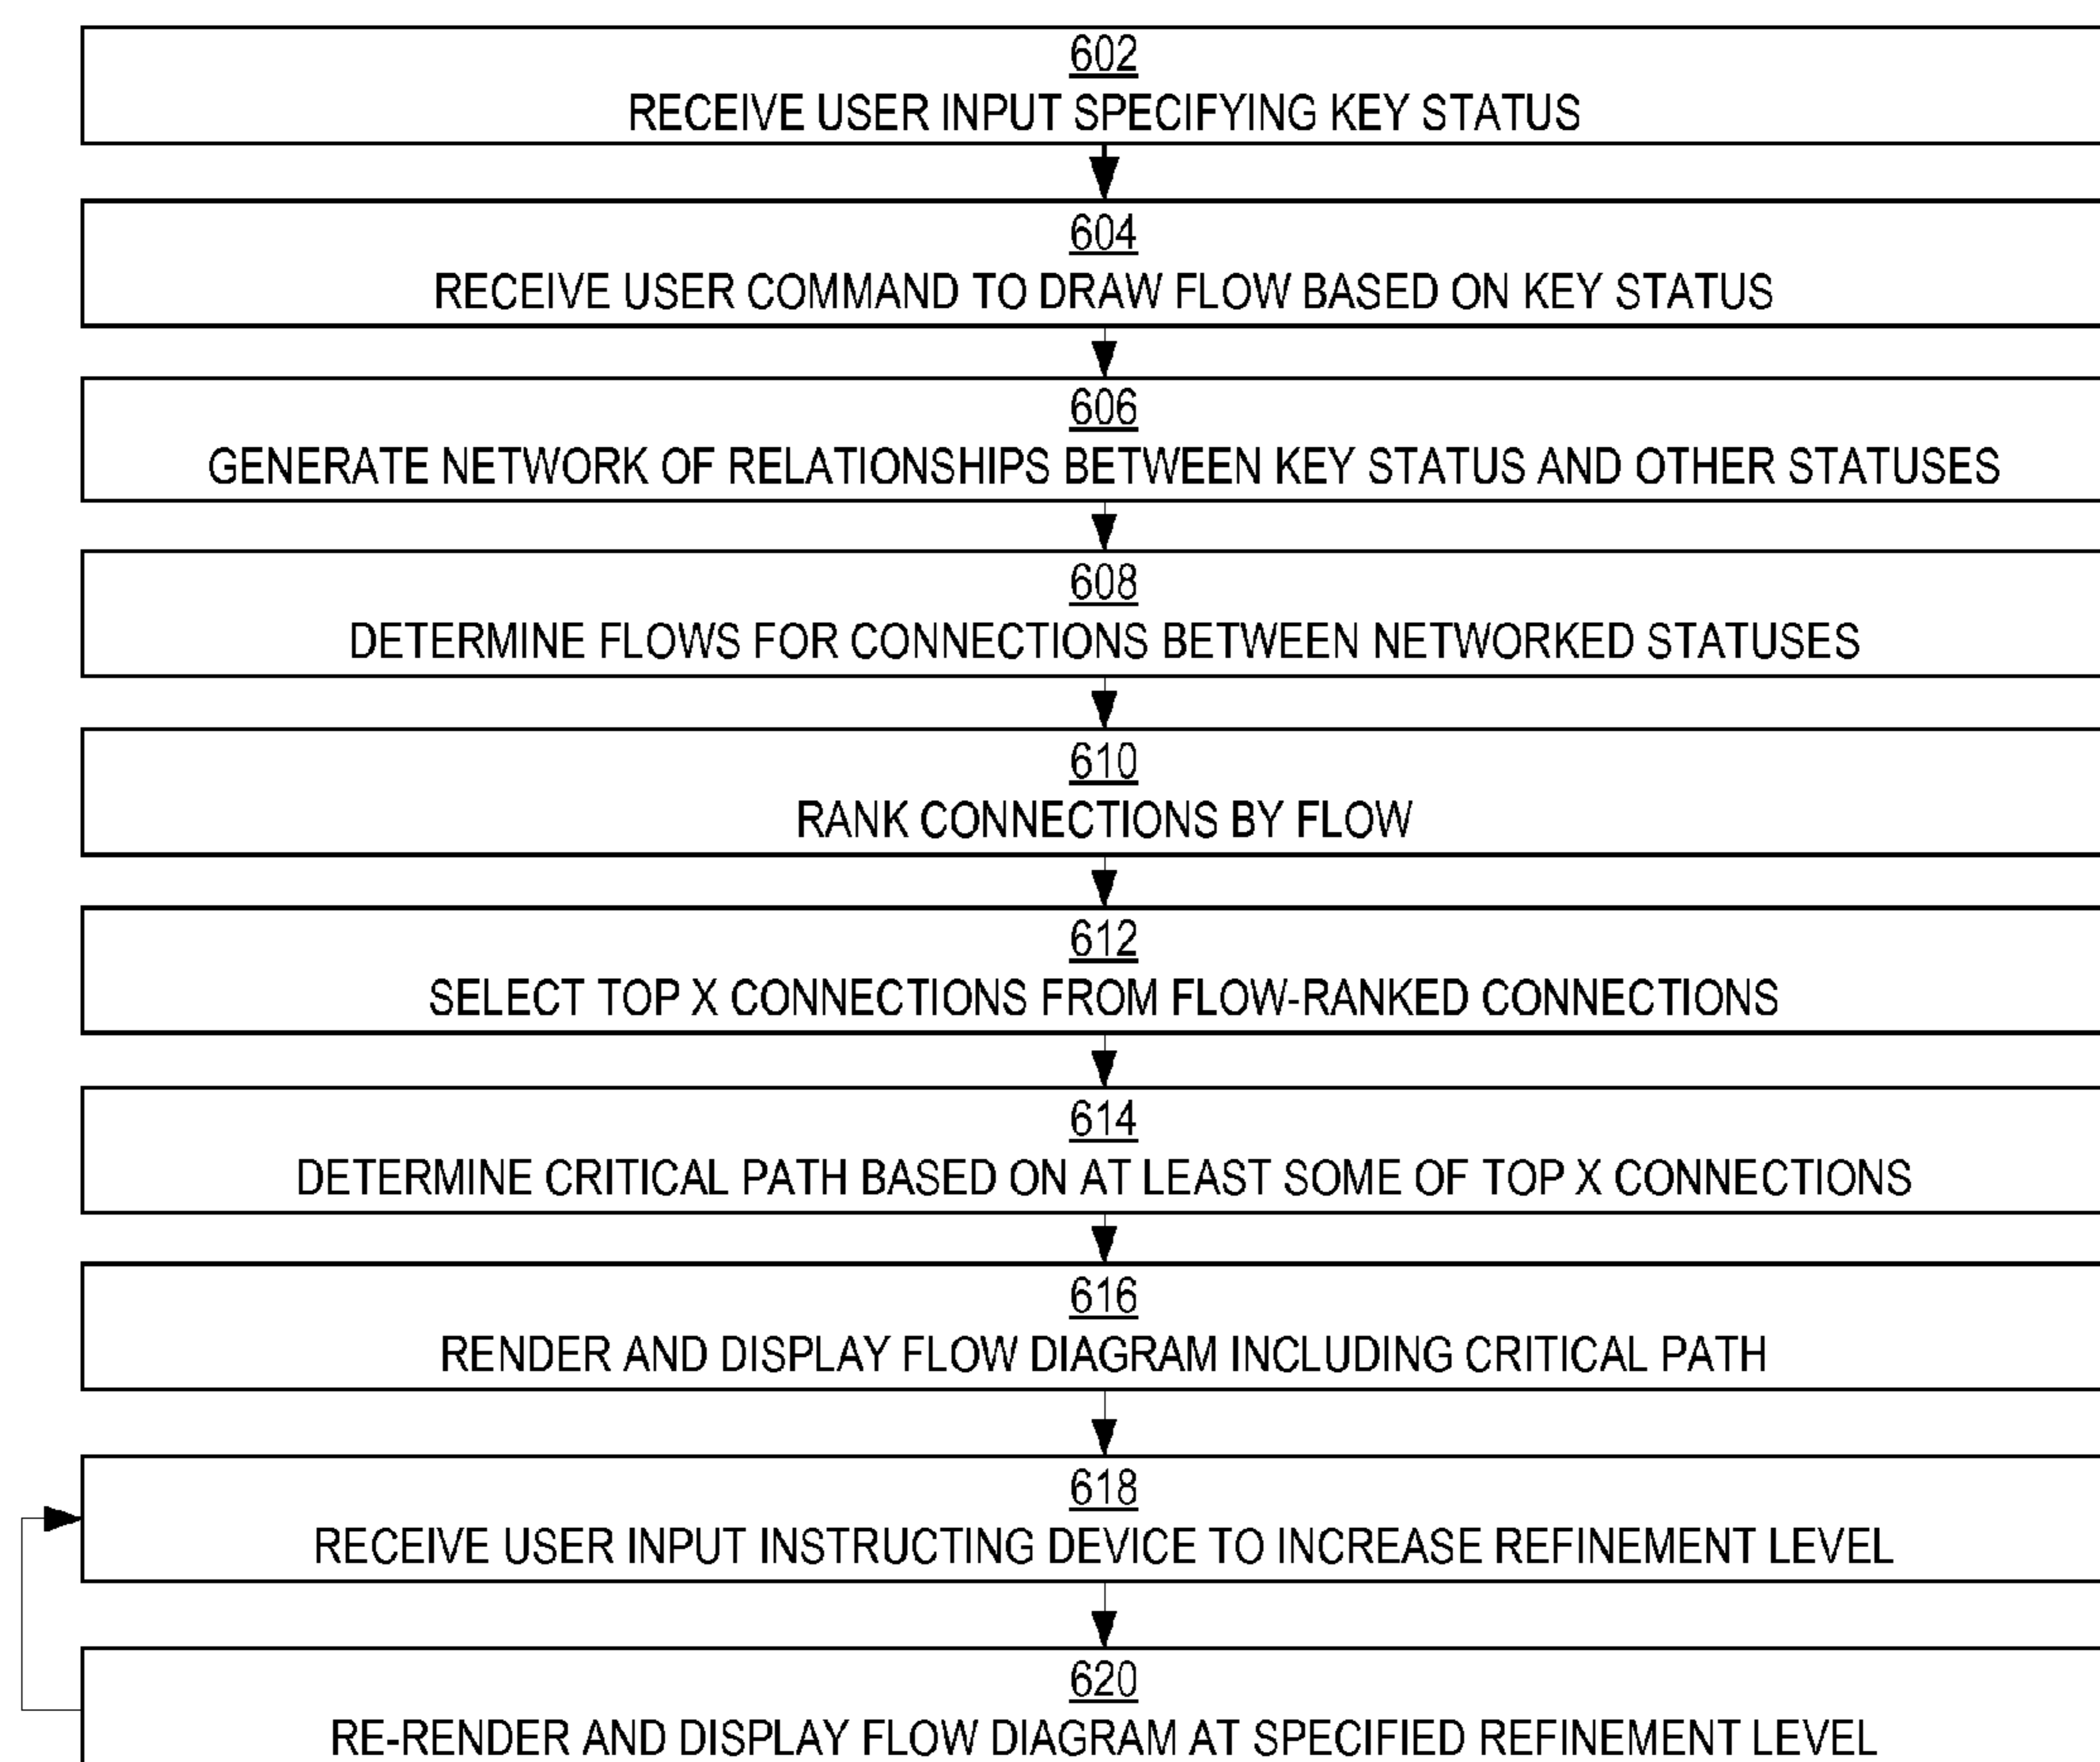 602
RECEIVE USER INPUT SPECIFYING KEY STATUS
604
RECEIVE USER COMMAND TO DRAW FLOW BASED ON KEY STATUS
606
GENERATE NETWORK OF RELATIONSHIPS BETWEEN KEY STATUS AND OTHER STATUSES
608
DETERMINE FLOWS FOR CONNECTIONS BETWEEN NETWORKED STATUSES
610
RANK CONNECTIONS BY FLOW
612
SELECT TOP X CONNECTIONS FROM FLOW-RANKED CONNECTIONS
614
DETERMINE CRITICAL PATH BASED ON AT LEAST SOME OF TOP X CONNECTIONS
616
RENDER AND DISPLAY FLOW DIAGRAM INCLUDING CRITICAL PATH
618
RECEIVE USER INPUT INSTRUCTING DEVICE TO INCREASE REFINEMENT LEVEL
620
RE-RENDER AND DISPLAY FLOW DIAGRAM AT SPECIFIED REFINEMENT LEVEL